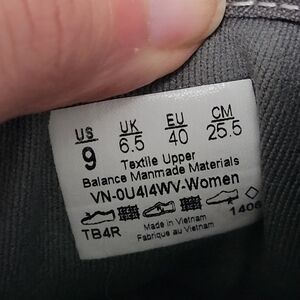 US UK EU CM
9 6.5 40 25.5
Textile Upper
Balance Manmade Materials
VN-0U4I4WV-Women
TB4R Made in Vietnam 1406
Fabrique au Vietnam